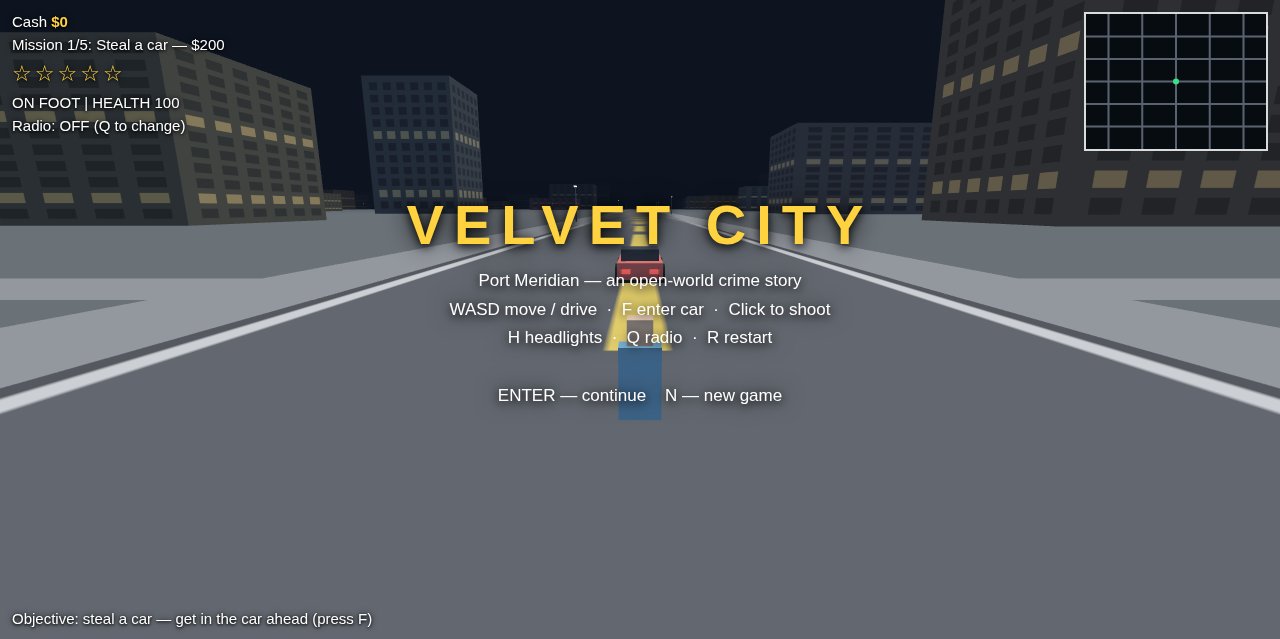 Cash $0
Mission 1/5: Steal a car — $200
☆☆☆☆☆
ON FOOT | HEALTH 100
Radio: OFF (Q to change)
VELVET CITY
Port Meridian — an open-world crime story
WASD move / drive · F enter car · Click to shoot
H headlights · Q radio · R restart
ENTER — continue N — new game
Objective: steal a car — get in the car ahead (press F)